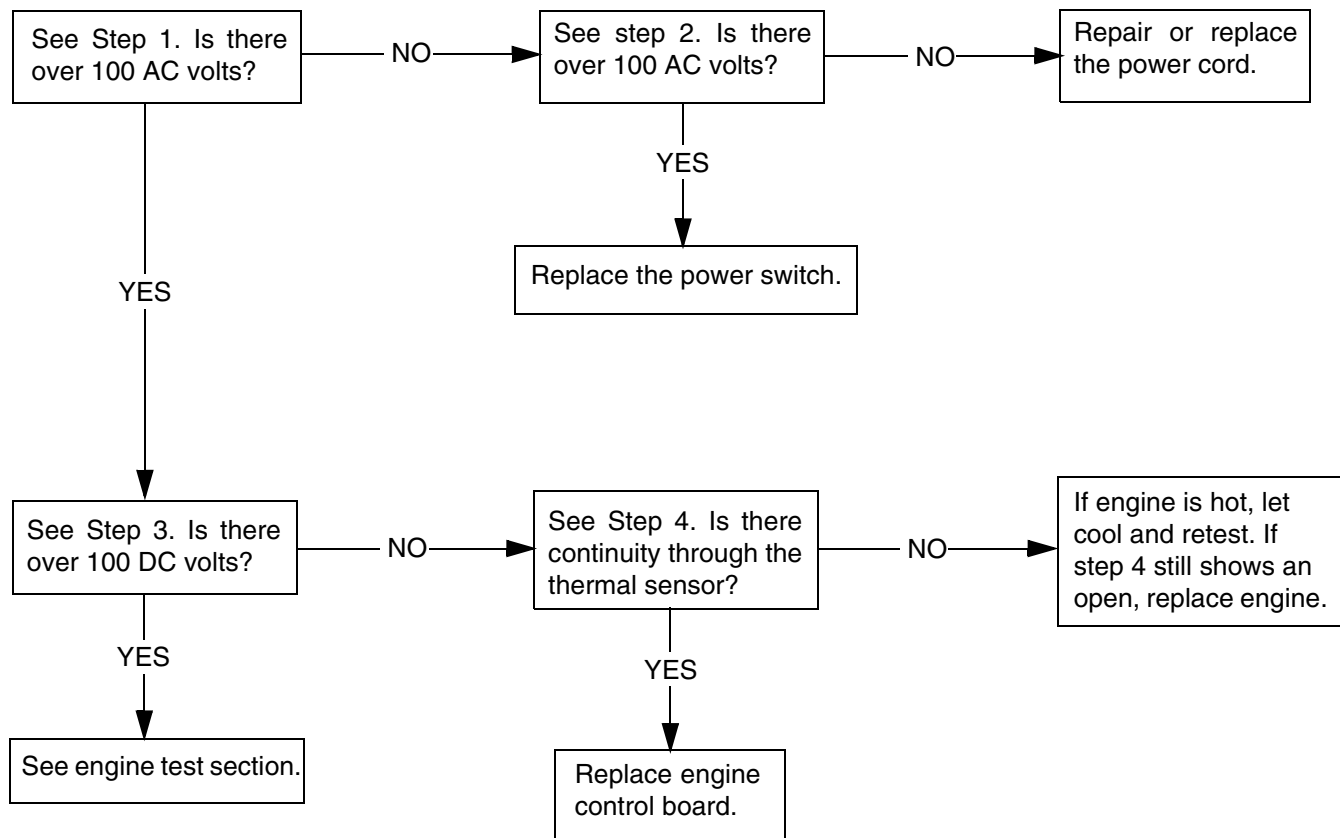 See Step 1. Is there
over 100 AC volts?
NO
See step 2. Is there
over 100 AC volts?
NO
Repair or replace
the power cord.
YES
Replace the power switch.
YES
See Step 3. Is there
over 100 DC volts?
NO
See Step 4. Is there
continuity through the
thermal sensor?
NO
If engine is hot, let
cool and retest. If
step 4 still shows an
open, replace engine.
YES
See engine test section.
YES
Replace engine
control board.